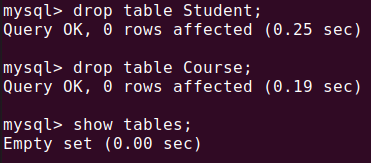 mysql> drop table Student;
Query OK, 0 rows affected (0.25 sec)
mysql> drop table Course;
Query OK, 0 rows affected (0.19 sec)
mysql> show tables;
Empty set (0.00 sec)